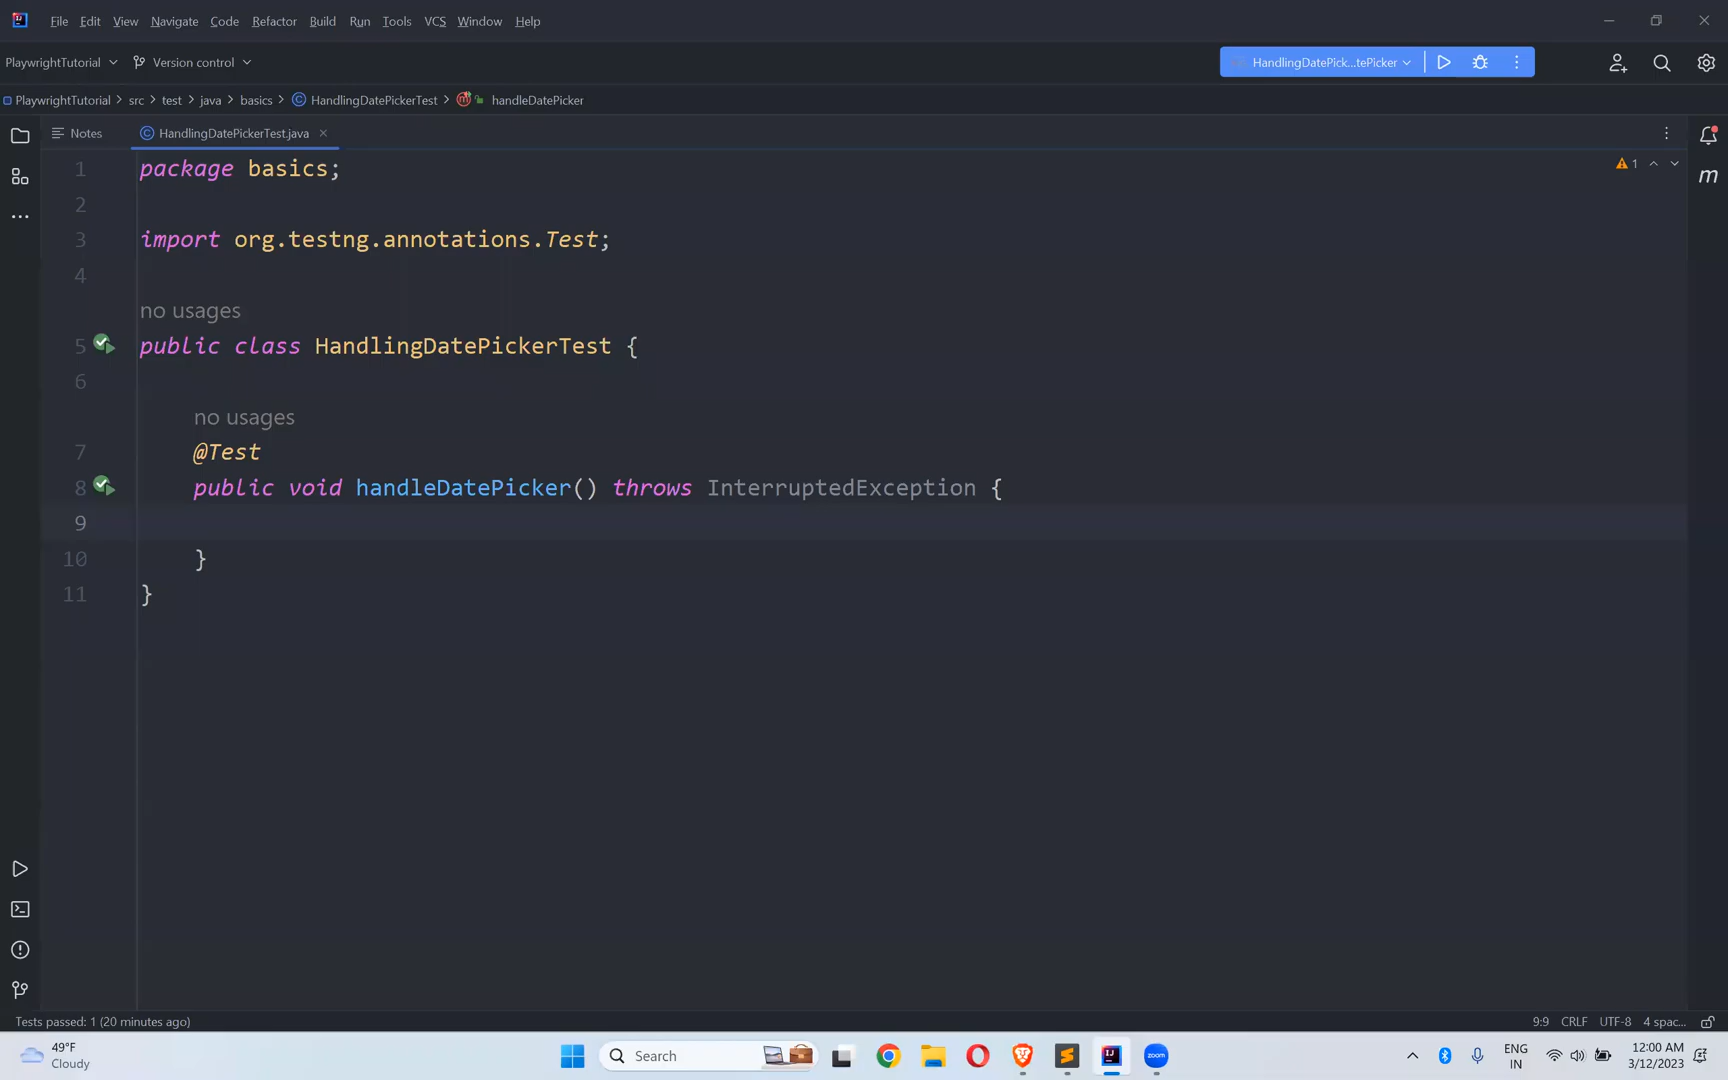 File Edit View Navigate Code Refactor Build Run Tools VCS Window Help
PlaywrightTutorial Version control HandlingDatePick...tePicker
PlaywrightTutorial src test java basics HandlingDatePickerTest handleDatePicker
Notes HandlingDatePickerTest.java
1 package basics;
1
2
3 import org.testng.annotations.Test;
4
no usages
5 public class HandlingDatePickerTest {
6
no usages
7 @Test
8 public void handleDatePicker() throws InterruptedException {
9
10 }
11 }
Tests passed: 1 (20 minutes ago) 9:9 CRLF UTF-8 4 spac...
49°F
Cloudy
Search
zoom
ENG
IN
12:00 AM
3/12/2023